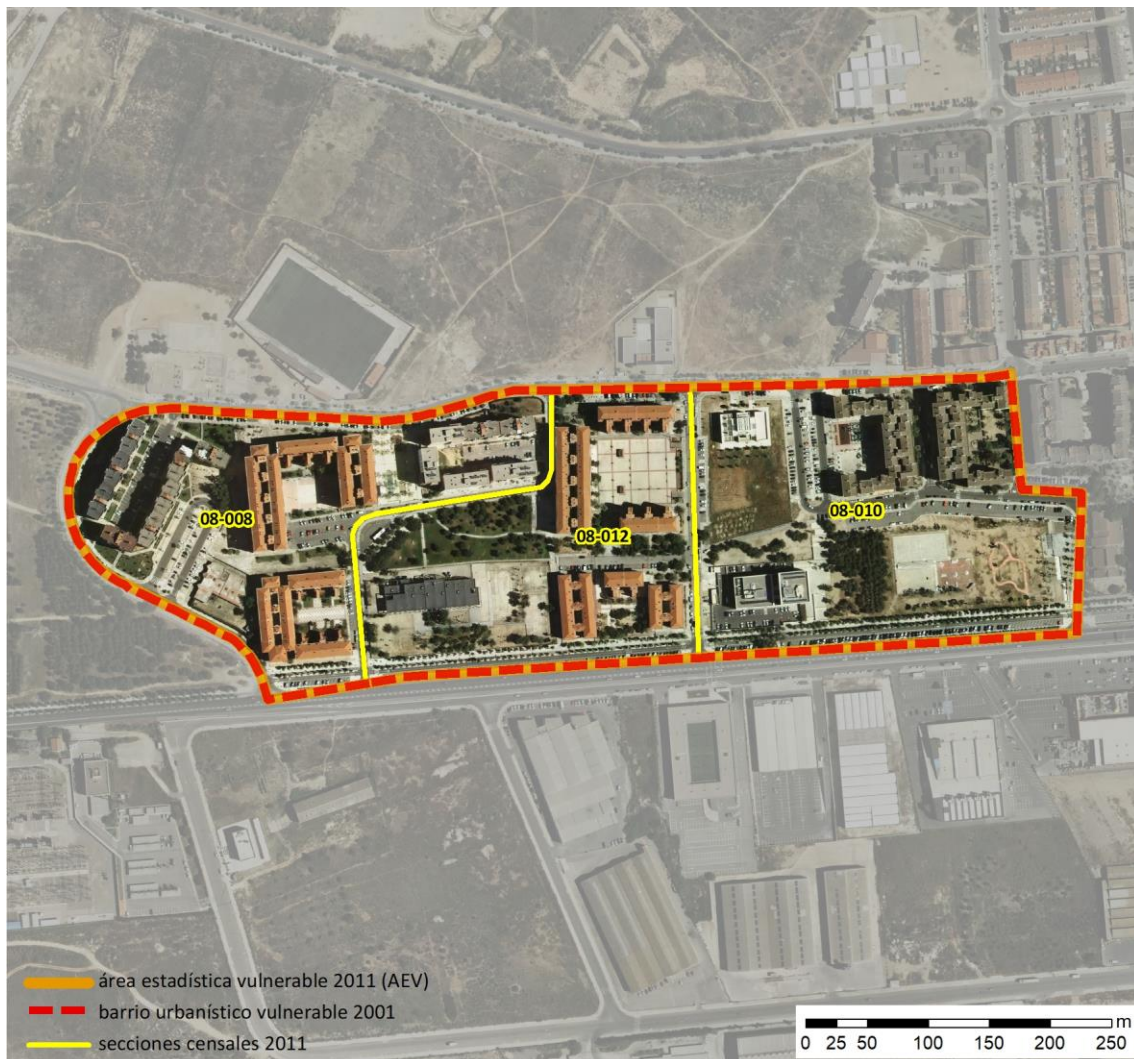 08-008
08-012
08-010
área estadística vulnerable 2011 (AEV)
barrio urbanístico vulnerable 2001
secciones censales 2011
m
0 25 50 100 150 200 250